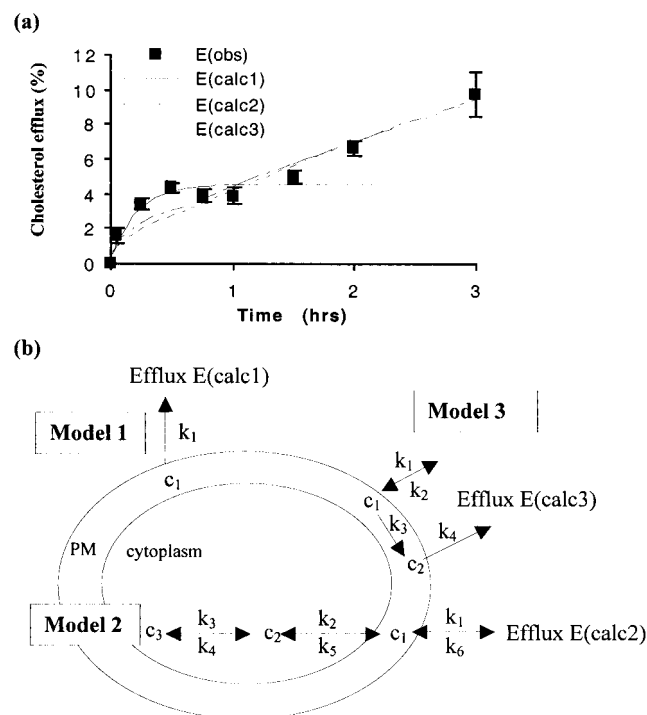 (a)
Cholesterol efflux (%)
12
10
8
6
4
2
0
E(obs)
E(calc1)
E(calc2)
E(calc3)
0 1 2 3
Time (hrs)
(b)
Efflux E(calc1)
Model 1
k1
c1
Model 3
k1
k2
c1
k3
c2
k4
Efflux E(calc3)
PM
cytoplasm
Model 2
c3
k3
k4
c2
k2
k5
c1
k1
k6
Efflux E(calc2)